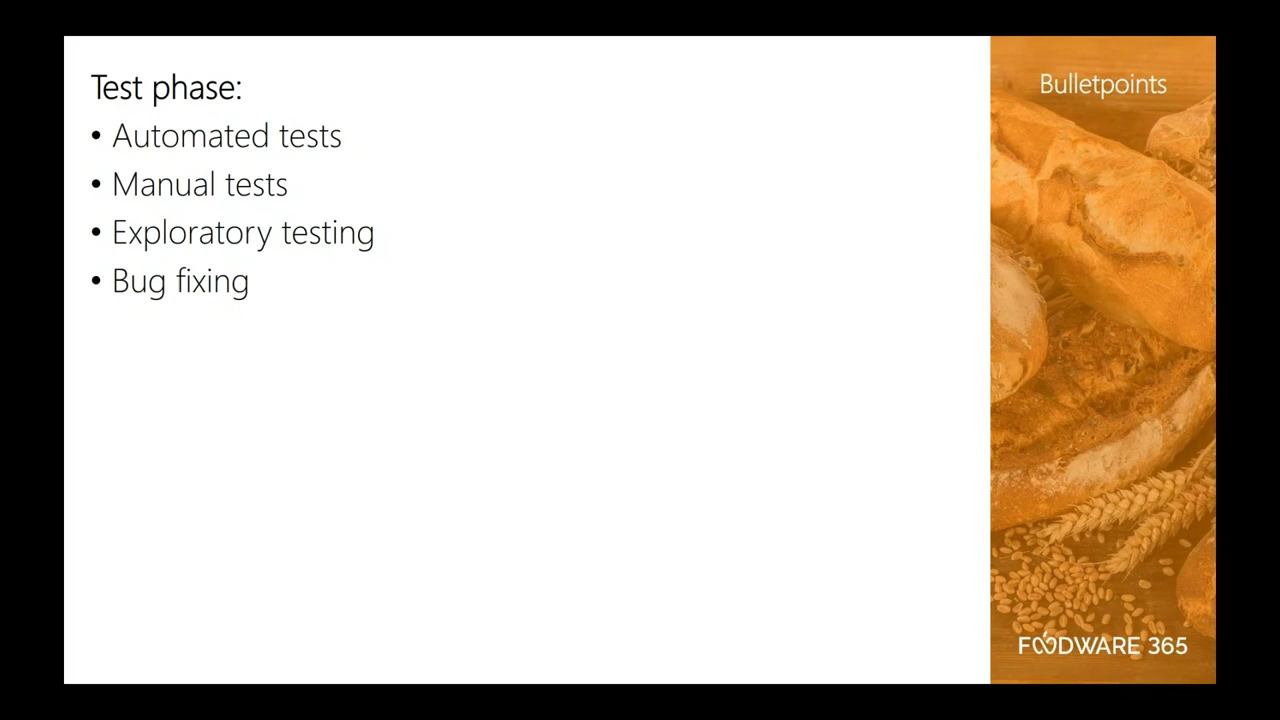 Test phase:
• Automated tests
• Manual tests
• Exploratory testing
• Bug fixing
Bulletpoints
FOODWARE 365